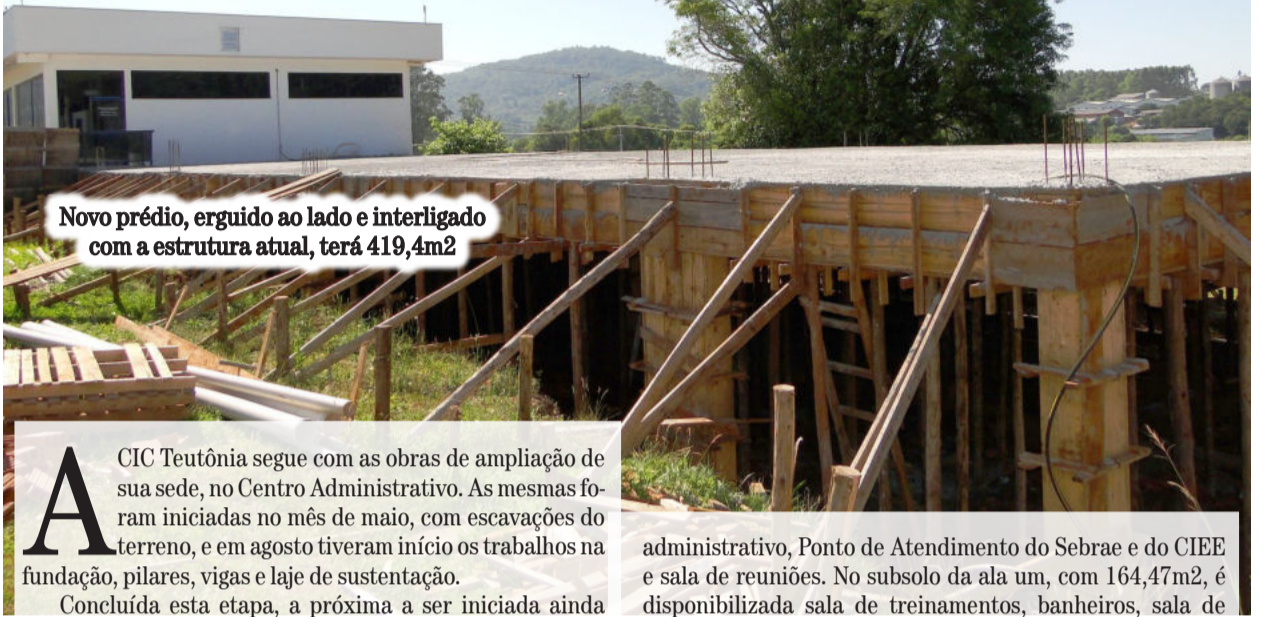 Novo prédio, erguido ao lado e interligado
com a estrutura atual, terá 419,4m2
A CIC Teutônia segue com as obras de ampliação de
sua sede, no Centro Administrativo. As mesmas fo-
ram iniciadas no mês de maio, com escavações do
terreno, e em agosto tiveram início os trabalhos na
fundação, pilares, vigas e laje de sustentação.
Concluída esta etapa, a próxima a ser iniciada ainda
administrativo, Ponto de Atendimento do Sebrae e do CIEE
e sala de reuniões. No subsolo da ala um, com 164,47m2, é
disponibilizada sala de treinamentos, banheiros, sala de